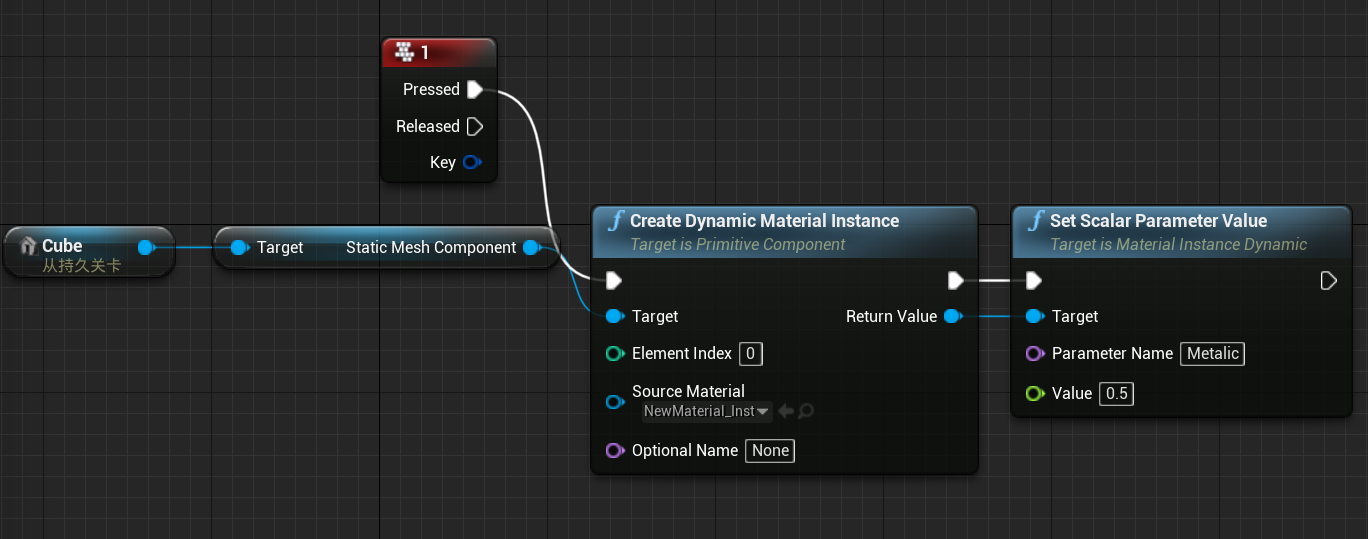 1
Pressed
Released
Key
Cube
从持久关卡
Target Static Mesh Component
Create Dynamic Material Instance
Target is Primitive Component
Target Return Value
Element Index 0
Source Material
NewMaterial_Inst
Optional Name None
Set Scalar Parameter Value
Target is Material Instance Dynamic
Target
Parameter Name Metalic
Value 0.5